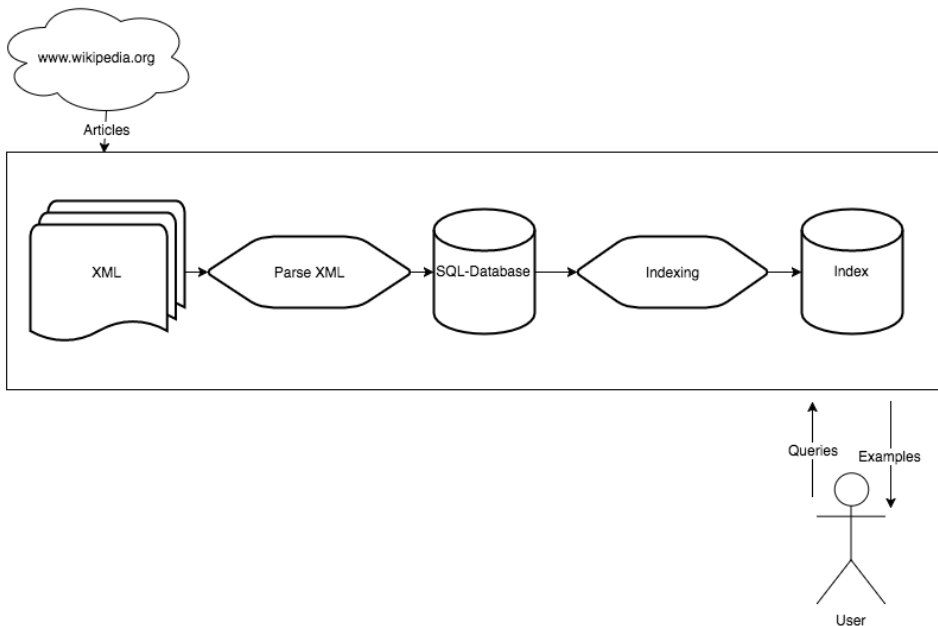 www.wikipedia.org
Articles
XML
Parse XML
SQL-Database
Indexing
Index
Queries
Examples
User